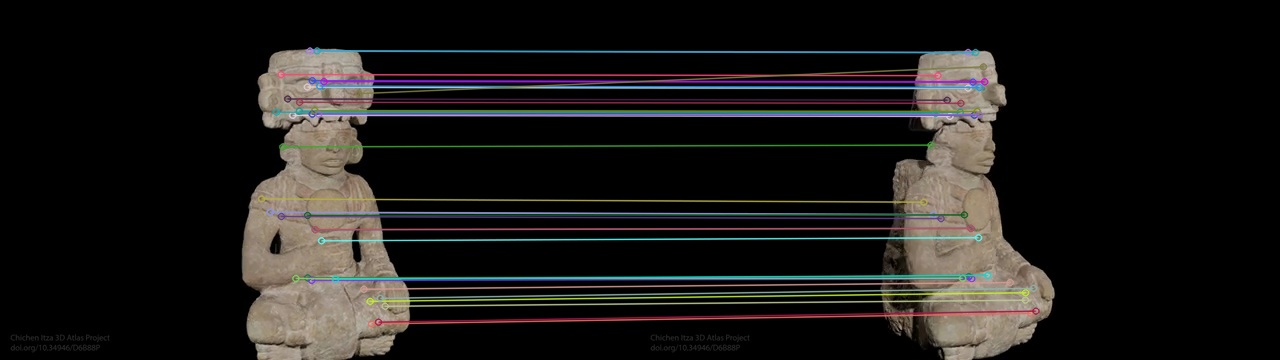 Chichen Itza 3D Atlas Project
doi.org/10.34946/D6B88P
Chichen Itza 3D Atlas Project
doi.org/10.34946/D6B88P